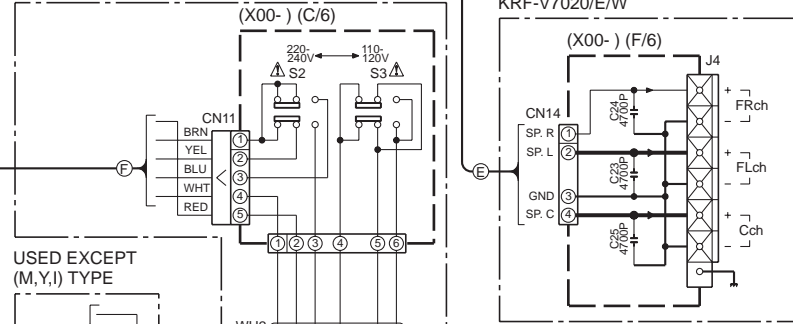 (X00- ) (C/6)
220-
240V
110-
120V
S2
S3
CN11
BRN
YEL
BLU
WHT
RED
1
2
3
4
5
F
1 2 3 4 5 6
USED EXCEPT
(M,Y,I) TYPE
KRF-V7020/E/W
(X00- ) (F/6)
J4
CN14
SP. R
SP. L
GND
SP. C
1
2
3
4
E
C24
4700P
C23
4700P
C25
4700P
+
FRch
-
+
FLch
-
+
Cch
-